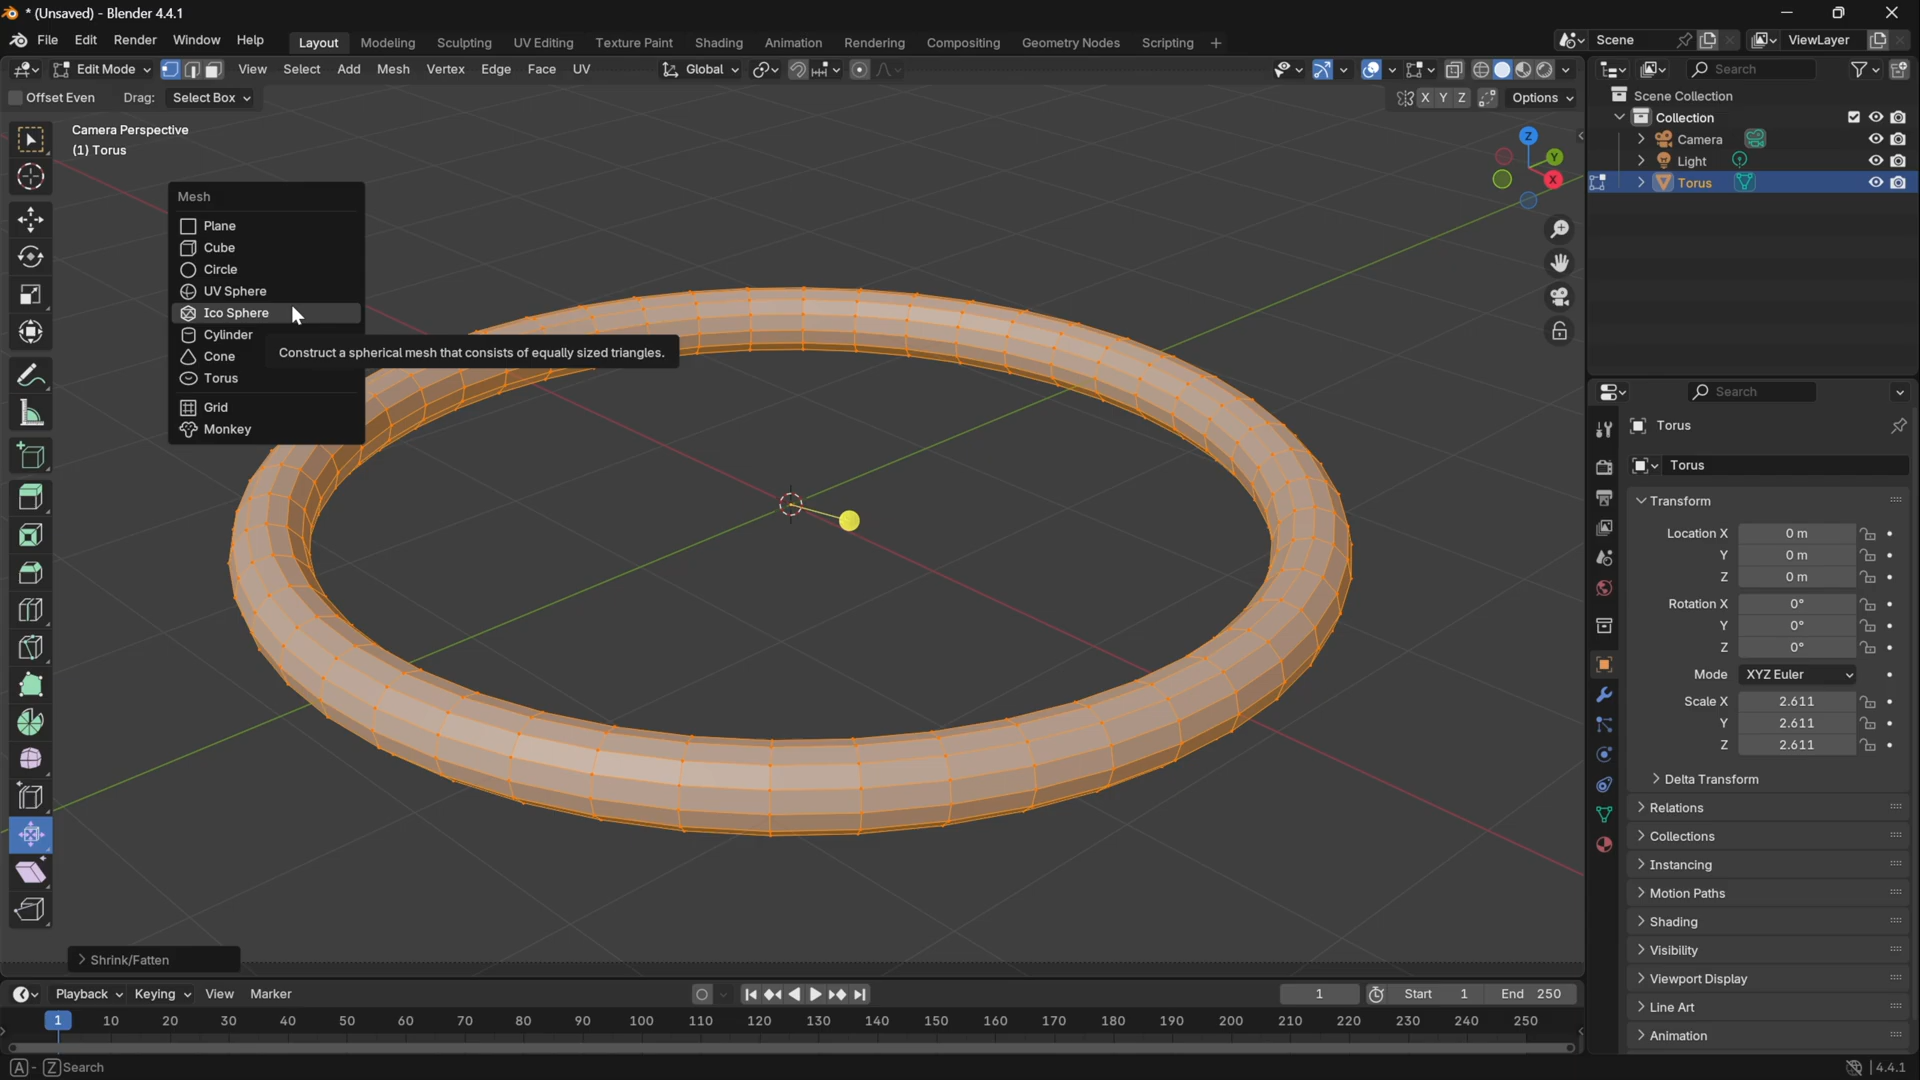 * (Unsaved) - Blender 4.4.1
File Edit Render Window Help Layout Modeling Sculpting UV Editing Texture Paint Shading Animation Rendering Compositing Geometry Nodes Scripting + Scene ViewLayer
Edit Mode View Select Add Mesh Vertex Edge Face UV Global Search
Offset Even Drag: Select Box X Y Z Options
Scene Collection
Collection
Camera
Light
Torus
Camera Perspective
(1) Torus
Z
Y
X
Mesh
Plane
Cube
Circle
UV Sphere
Ico Sphere
Cylinder
Cone
Torus
Grid
Monkey
Construct a spherical mesh that consists of equally sized triangles.
Search
Torus
Torus
Transform
Location X 0 m
Y 0 m
Z 0 m
Rotation X 0°
Y 0°
Z 0°
Mode XYZ Euler
Scale X 2.611
Y 2.611
Z 2.611
Delta Transform
Relations
Collections
Instancing
Motion Paths
Shading
Visibility
Viewport Display
Line Art
Animation
Shrink/Fatten
Playback Keying View Marker 1 Start 1 End 250
1 10 20 30 40 50 60 70 80 90 100 110 120 130 140 150 160 170 180 190 200 210 220 230 240 250
A - Z Search 4.4.1